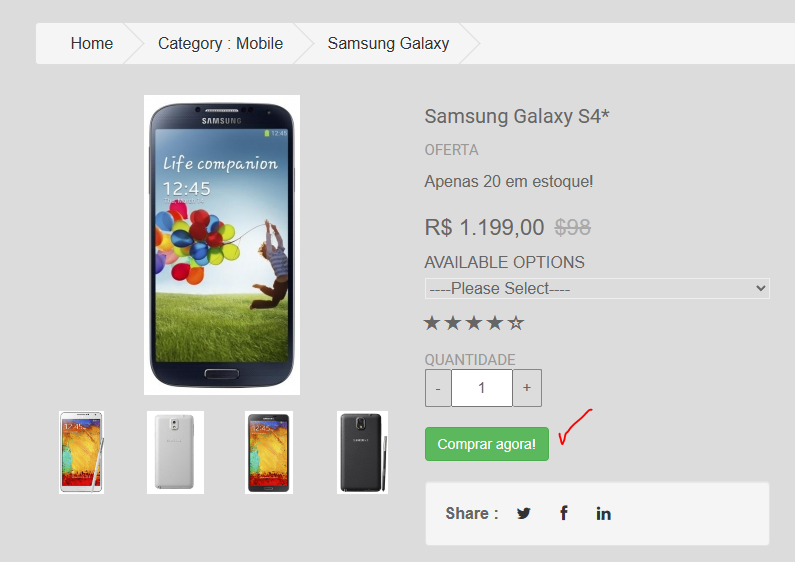 Home
Category : Mobile
Samsung Galaxy
SAMSUNG
12:45
Life companion
12:45
Samsung Galaxy S4*
OFERTA
Apenas 20 em estoque!
R$ 1.199,00 $98
AVAILABLE OPTIONS
----Please Select----
QUANTIDADE
- 1 +
Comprar agora!
Share :